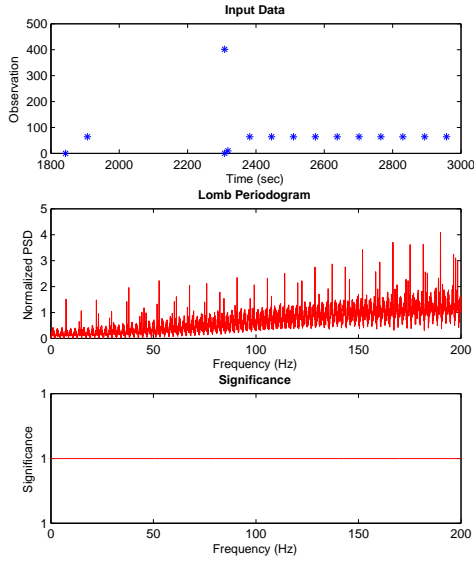 Input Data
500
400
300
200
100
0
Observation
1800 2000 2200 2400 2600 2800 3000
Time (sec)
Lomb Periodogram
5
4
3
2
1
0
Normalized PSD
0 50 100 150 200
Frequency (Hz)
Significance
1
1
1
Significance
0 50 100 150 200
Frequency (Hz)